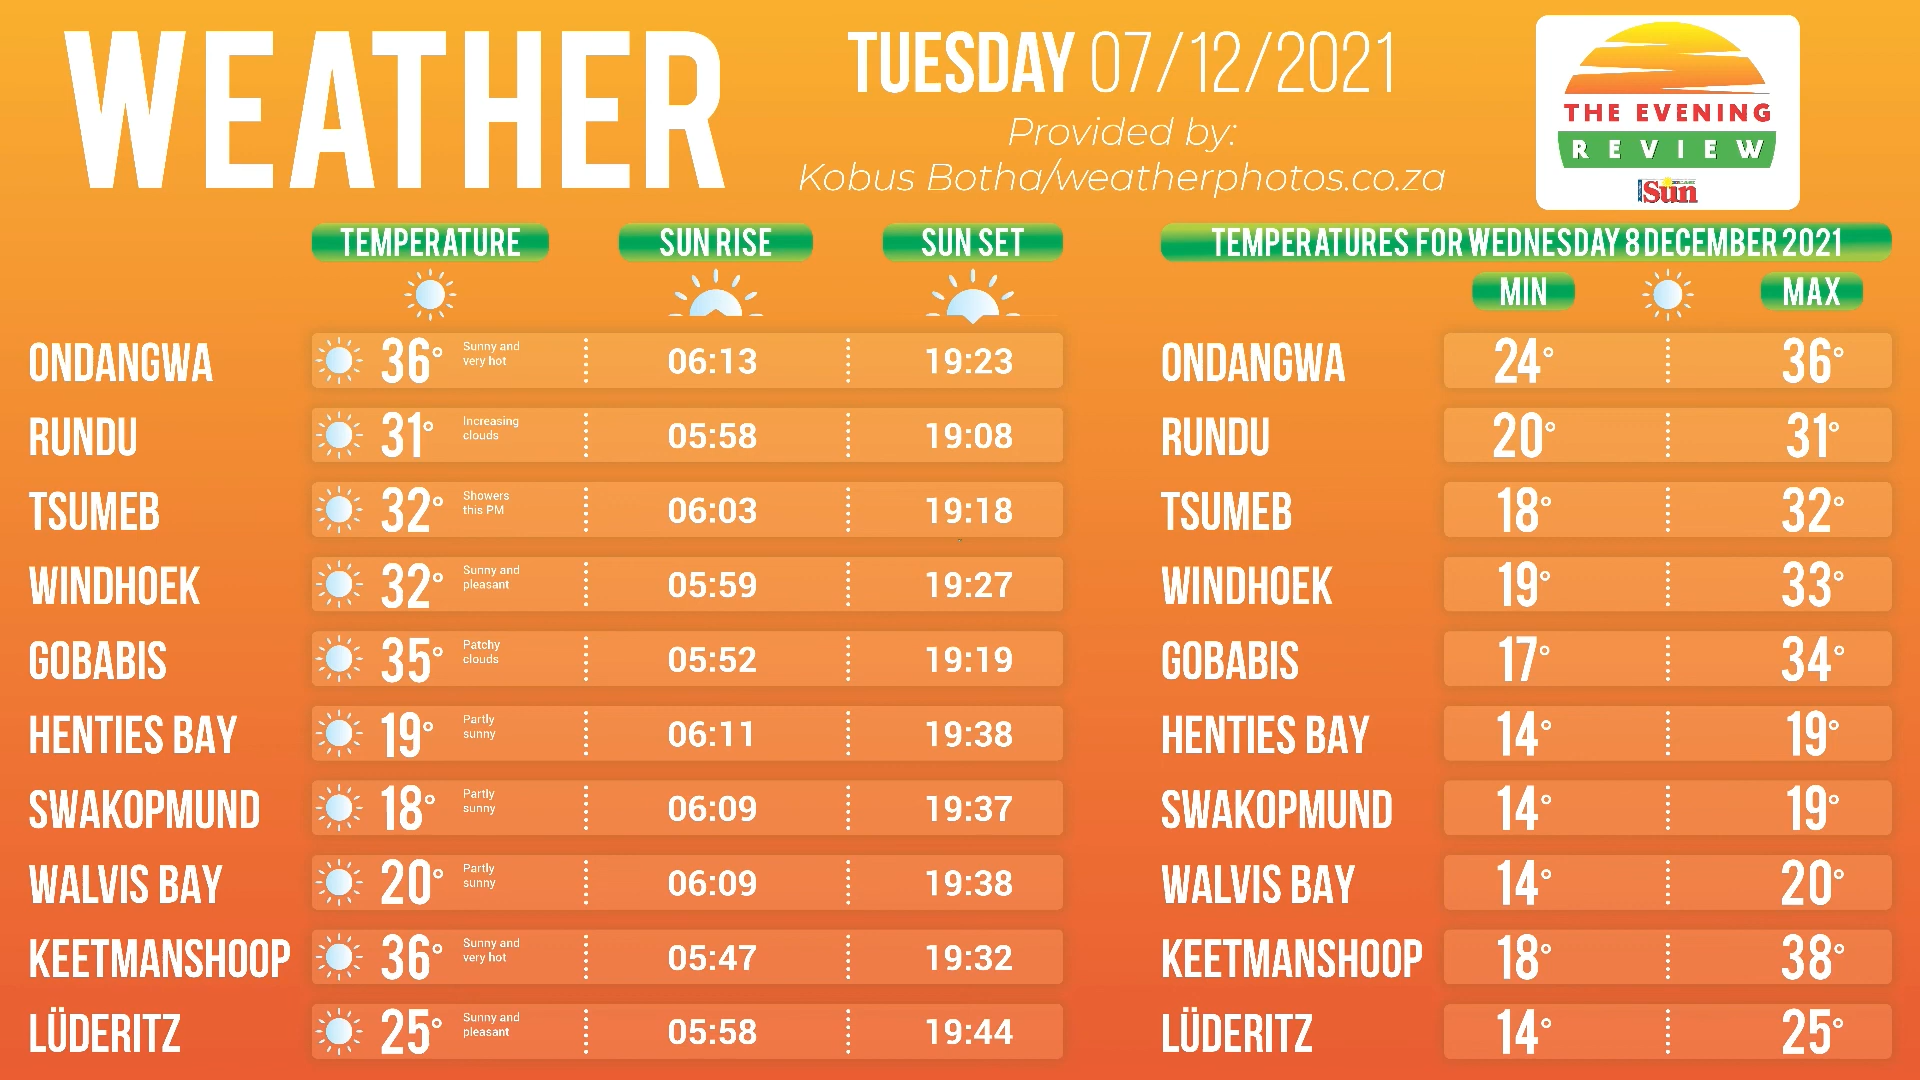 WEATHER
TUESDAY 07/12/2021
Provided by:
Kobus Botha/weatherphotos.co.za
THE EVENING
REVIEW
Sun
TEMPERATURE SUN RISE SUN SET
ONDANGWA 36° Sunny and very hot 06:13 19:23
RUNDU 31° Increasing clouds 05:58 19:08
TSUMEB 32° Showers this PM 06:03 19:18
WINDHOEK 32° Sunny and pleasant 05:59 19:27
GOBABIS 35° Patchy clouds 05:52 19:19
HENTIES BAY 19° Partly sunny 06:11 19:38
SWAKOPMUND 18° Partly sunny 06:09 19:37
WALVIS BAY 20° Partly sunny 06:09 19:38
KEETMANSHOOP 36° Sunny and very hot 05:47 19:32
LÜDERITZ 25° Sunny and pleasant 05:58 19:44
TEMPERATURES FOR WEDNESDAY 8 DECEMBER 2021
MIN MAX
ONDANGWA 24° 36°
RUNDU 20° 31°
TSUMEB 18° 32°
WINDHOEK 19° 33°
GOBABIS 17° 34°
HENTIES BAY 14° 19°
SWAKOPMUND 14° 19°
WALVIS BAY 14° 20°
KEETMANSHOOP 18° 38°
LÜDERITZ 14° 25°